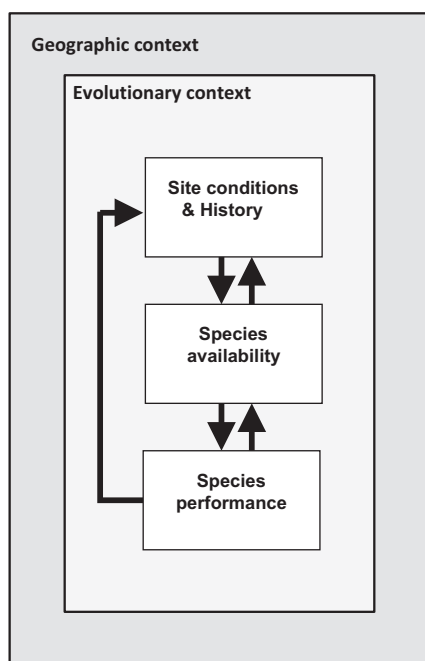 Geographic context
Evolutionary context
Site conditions
& History
Species
availability
Species
performance